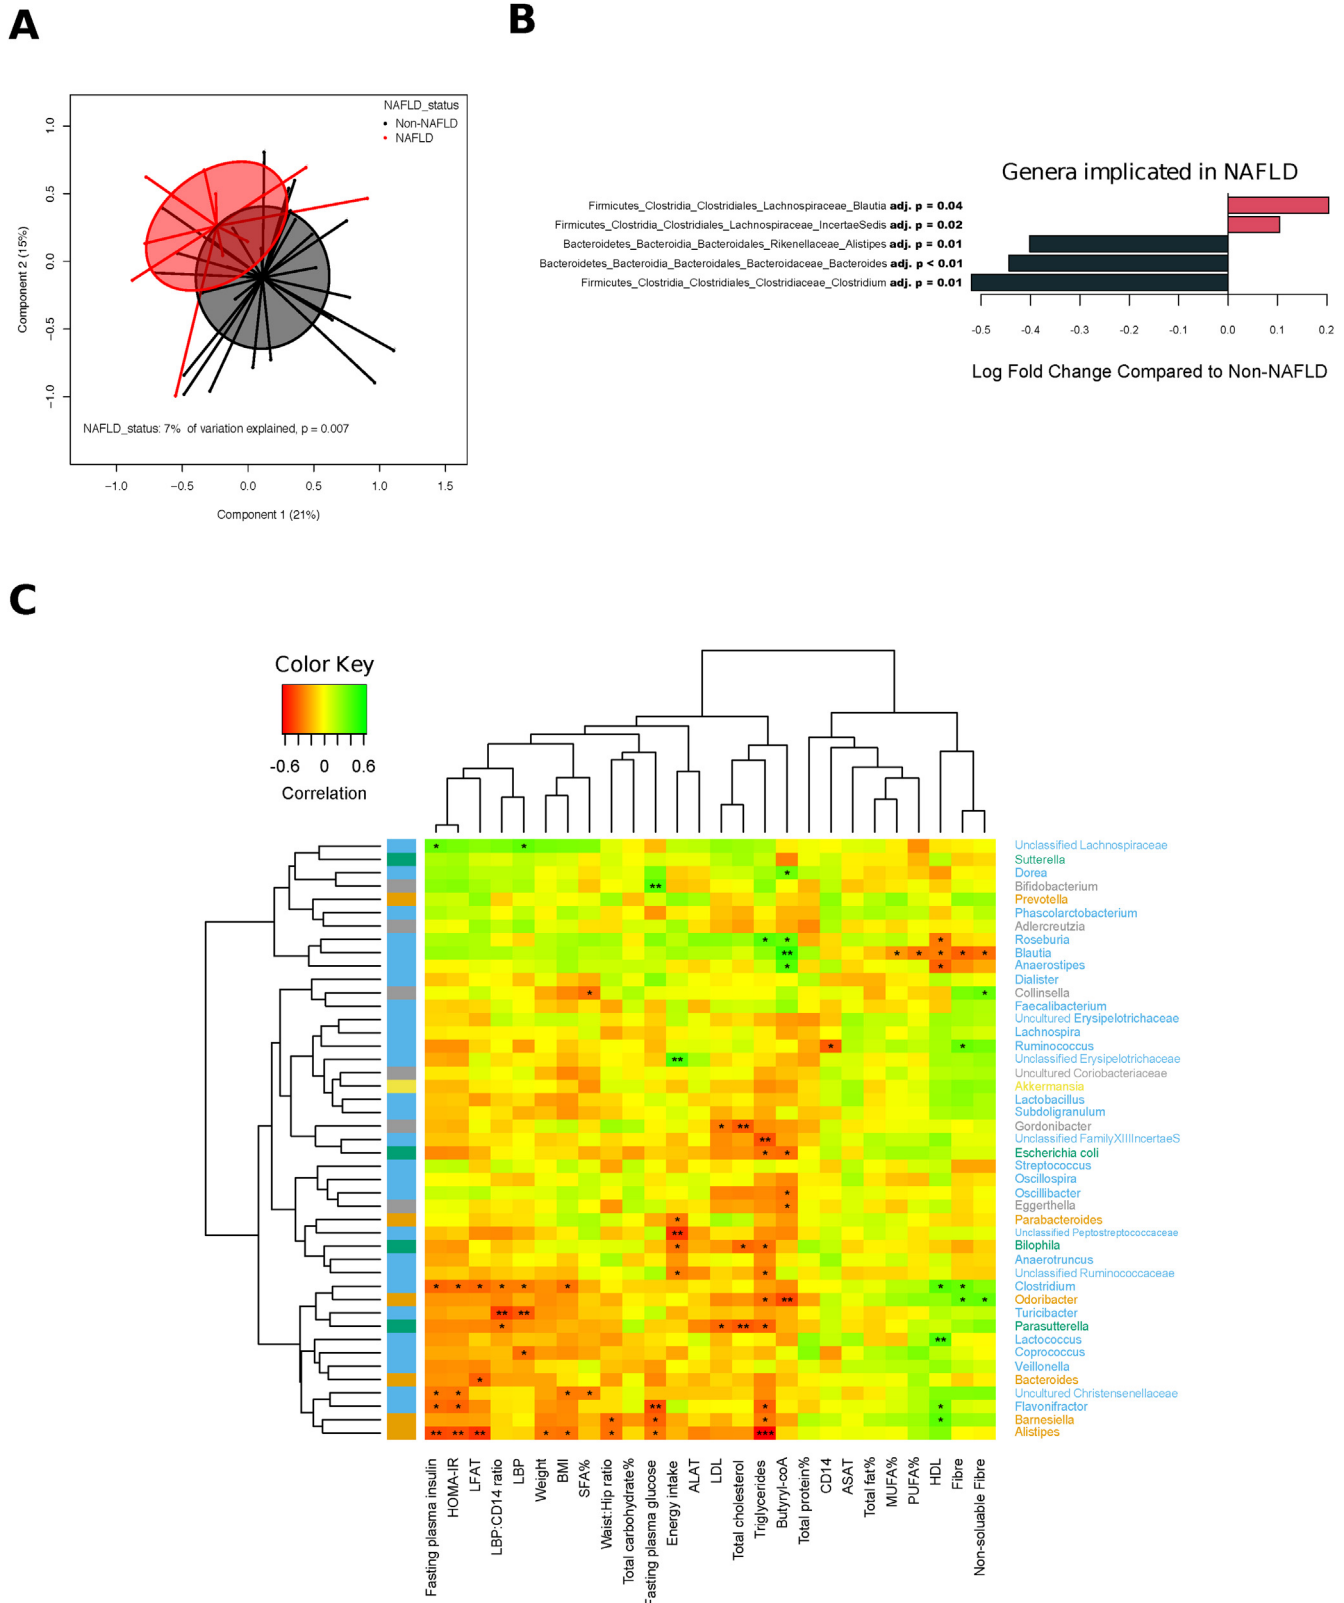 A
B
NAFLD_status
Non-NAFLD
NAFLD
1.0
0.5
0.0
−0.5
−1.0
Component 2 (15%)
NAFLD_status: 7% of variation explained, p = 0.007
−1.0 −0.5 0.0 0.5 1.0 1.5
Component 1 (21%)
Genera implicated in NAFLD
Firmicutes_Clostridia_Clostridiales_Lachnospiraceae_Blautia adj. p = 0.04
Firmicutes_Clostridia_Clostridiales_Lachnospiraceae_IncertaeSedis adj. p = 0.02
Bacteroidetes_Bacteroidia_Bacteroidales_Rikenellaceae_Alistipes adj. p = 0.01
Bacteroidetes_Bacteroidia_Bacteroidales_Bacteroidaceae_Bacteroides adj. p < 0.01
Firmicutes_Clostridia_Clostridiales_Clostridiaceae_Clostridium adj. p = 0.01
-0.5 -0.4 -0.3 -0.2 -0.1 0.0 0.1 0.2
Log Fold Change Compared to Non-NAFLD
C
Color Key
-0.6 0 0.6
Correlation
Unclassified Lachnospiraceae
Sutterella
Dorea
Bifidobacterium
Prevotella
Phascolarctobacterium
Adlercreutzia
Roseburia
Blautia
Anaerostipes
Dialister
Collinsella
Faecalibacterium
Uncultured Erysipelotrichaceae
Lachnospira
Ruminococcus
Unclassified Erysipelotrichaceae
Uncultured Coriobacteriaceae
Akkermansia
Lactobacillus
Subdoligranulum
Gordonibacter
Unclassified FamilyXIIIIncertaeS
Escherichia coli
Streptococcus
Oscillospira
Oscillibacter
Eggerthella
Parabacteroides
Unclassified Peptostreptococcaceae
Bilophila
Anaerotruncus
Unclassified Ruminococcaceae
Clostridium
Odoribacter
Turicibacter
Parasutterella
Lactococcus
Coprococcus
Veillonella
Bacteroides
Uncultured Christensenellaceae
Flavonifractor
Barnesiella
Alistipes
Fasting plasma insulin
HOMA-IR
LFAT
LBP:CD14 ratio
LBP
Weight
BMI
SFA%
Waist:Hip ratio
Total carbohydrate%
Fasting plasma glucose
Energy intake
ALAT
LDL
Total cholesterol
Triglycerides
Butyryl-coA
Total protein%
CD14
ASAT
Total fat%
MUFA%
PUFA%
HDL
Fibre
Non-soluable Fibre